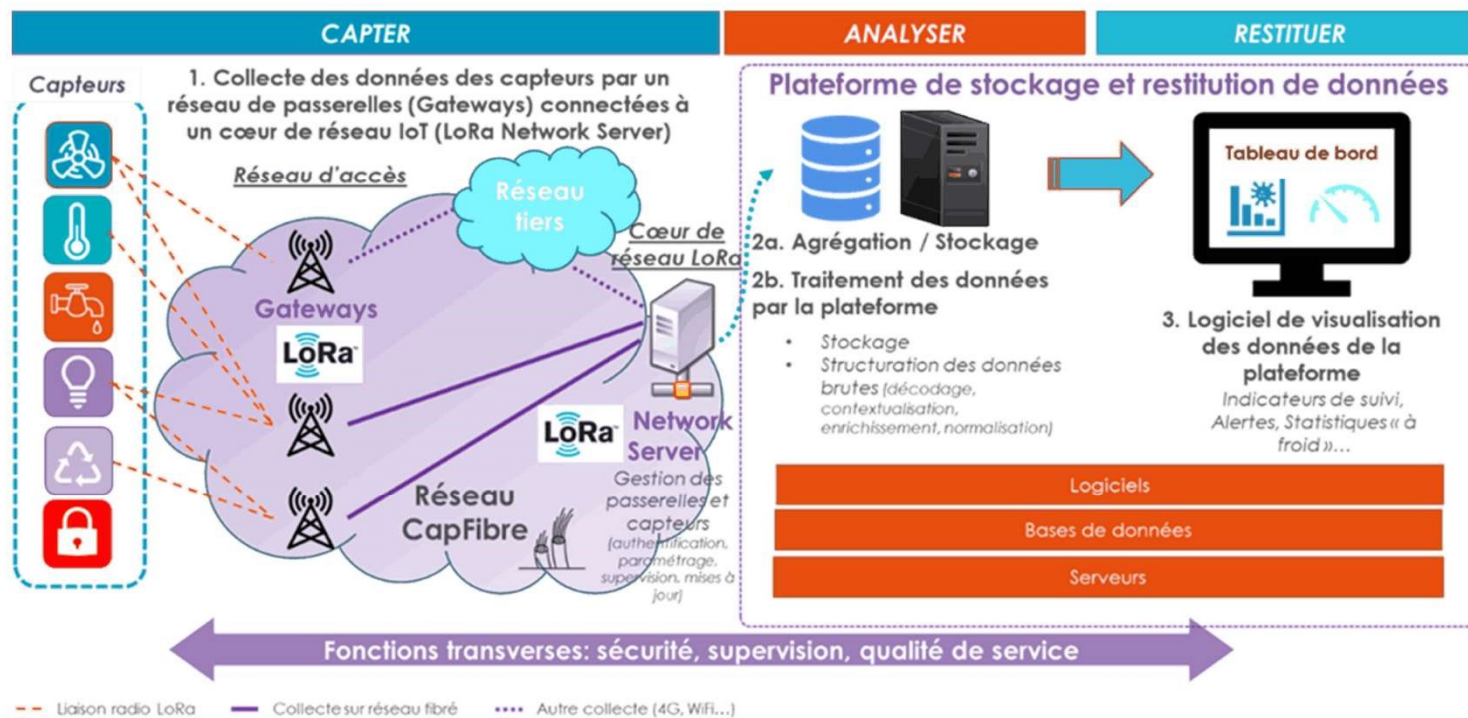 CAPTER
ANALYSER
RESTITUER
Capteurs
1. Collecte des données des capteurs par un
réseau de passerelles (Gateways) connectées à
un cœur de réseau IoT (LoRa Network Server)
Réseau d'accès
Réseau
tiers
Cœur de
réseau LoRa
Gateways
LoRa™
LoRa™
Network
Server
Gestion des
passerelles et
capteurs
(authentification,
paramétrage,
supervision, mises à
jour)
Réseau
CapFibre
Plateforme de stockage et restitution de données
2a. Agrégation / Stockage
2b. Traitement des données
par la plateforme
• Stockage
• Structuration des données
brutes (décodage,
contextualisation,
enrichissement, normalisation)
Tableau de bord
3. Logiciel de visualisation
des données de la
plateforme
Indicateurs de suivi,
Alertes, Statistiques « à
froid »...
Logiciels
Bases de données
Serveurs
Fonctions transverses: sécurité, supervision, qualité de service
Liaison radio LoRa
Collecte sur réseau fibré
Autre collecte (4G, WiFi...)